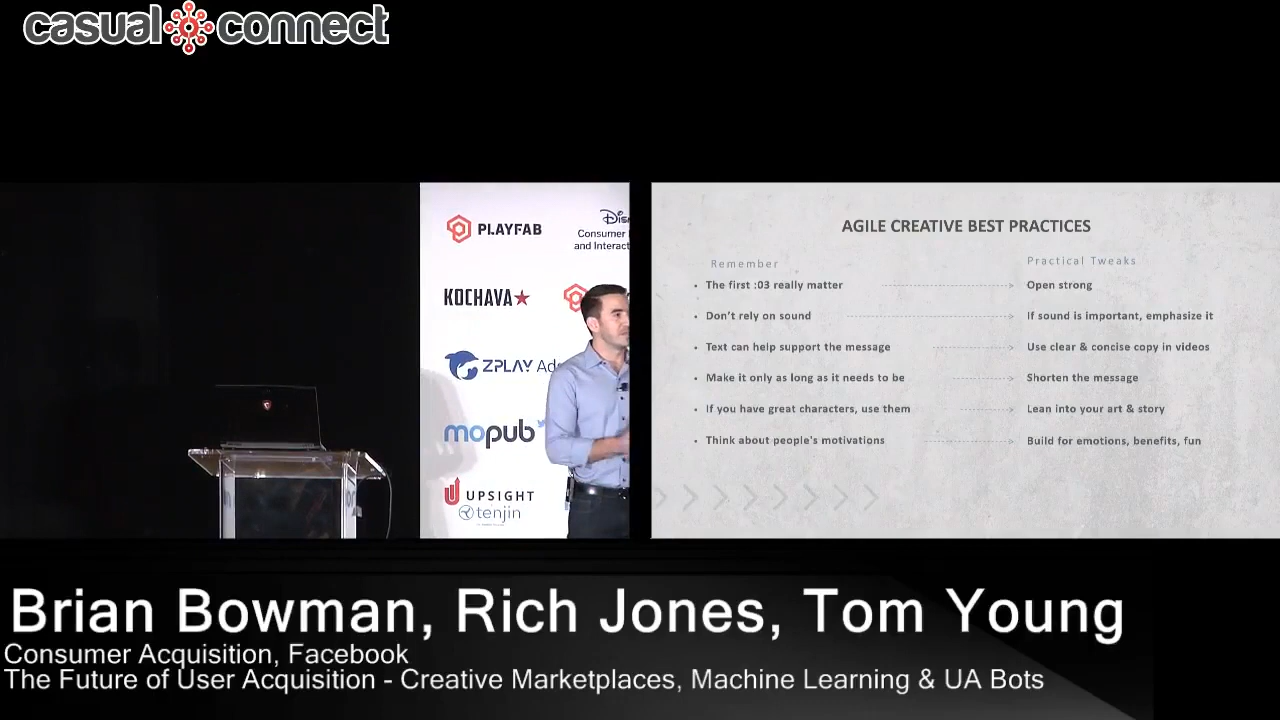 casual connect
PLAYFAB
Consumer
and Interac
KOCHAVA
ZPLAY Ad
mopub
UPSIGHT
tenjin
AGILE CREATIVE BEST PRACTICES
Remember
Practical Tweaks
• The first :03 really matter
Open strong
• Don't rely on sound
If sound is important, emphasize it
• Text can help support the message
Use clear & concise copy in videos
• Make it only as long as it needs to be
Shorten the message
• If you have great characters, use them
Lean into your art & story
• Think about people's motivations
Build for emotions, benefits, fun
Brian Bowman, Rich Jones, Tom Young
Consumer Acquisition, Facebook
The Future of User Acquisition - Creative Marketplaces, Machine Learning & UA Bots